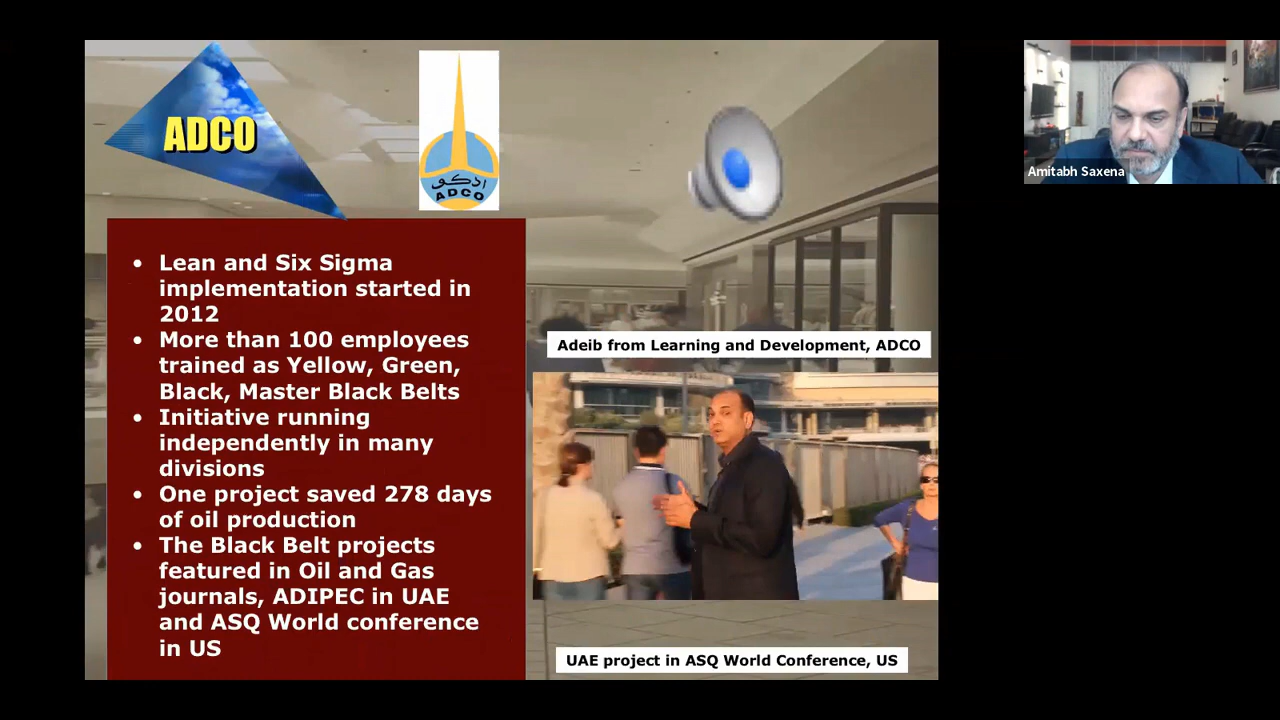 ADCO
ادكو
ADCO
Amitabh Saxena
• Lean and Six Sigma
implementation started in
2012
• More than 100 employees
trained as Yellow, Green,
Black, Master Black Belts
• Initiative running
independently in many
divisions
• One project saved 278 days
of oil production
• The Black Belt projects
featured in Oil and Gas
journals, ADIPEC in UAE
and ASQ World conference
in US
Adeib from Learning and Development, ADCO
UAE project in ASQ World Conference, US